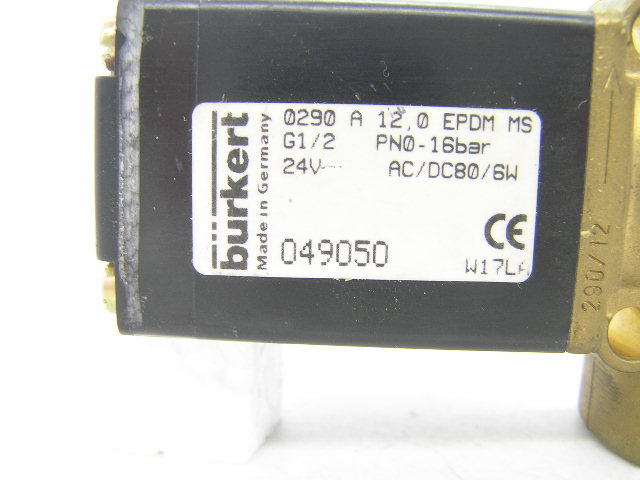 burkert
Made in Germany
0290 A 12,0 EPDM MS
G1/2 PN0-16bar
24V AC/DC80/6W
049050
CE
W17LA
290/12